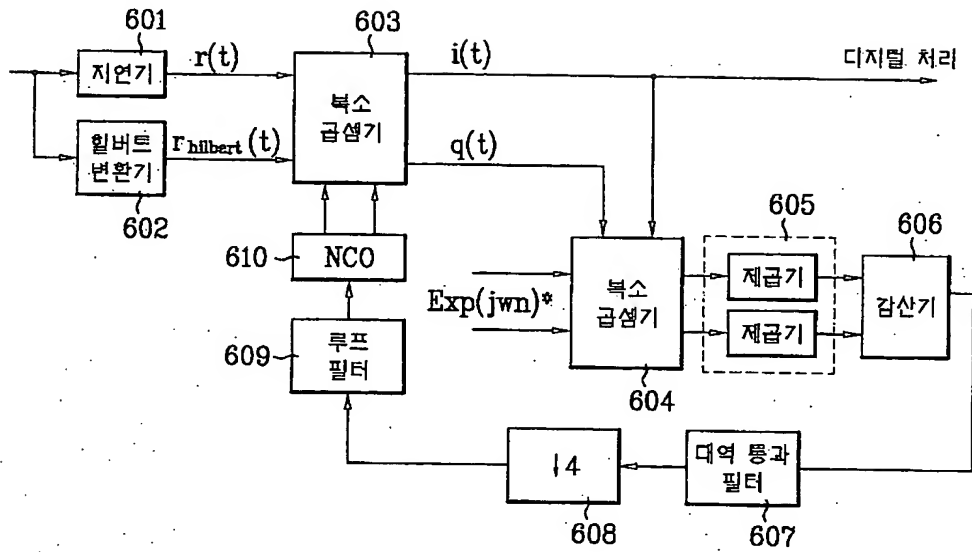 601
지연기
r(t)
603
복소
곱셈기
i(t)
디지털 처리
힐버트
변환기
602
r hilbert (t)
q(t)
610
NCO
Exp(jwn)*
복소
곱셈기
604
605
제곱기
제곱기
606
감산기
609
루프
필터
↓4
608
대역 통과
필터
607